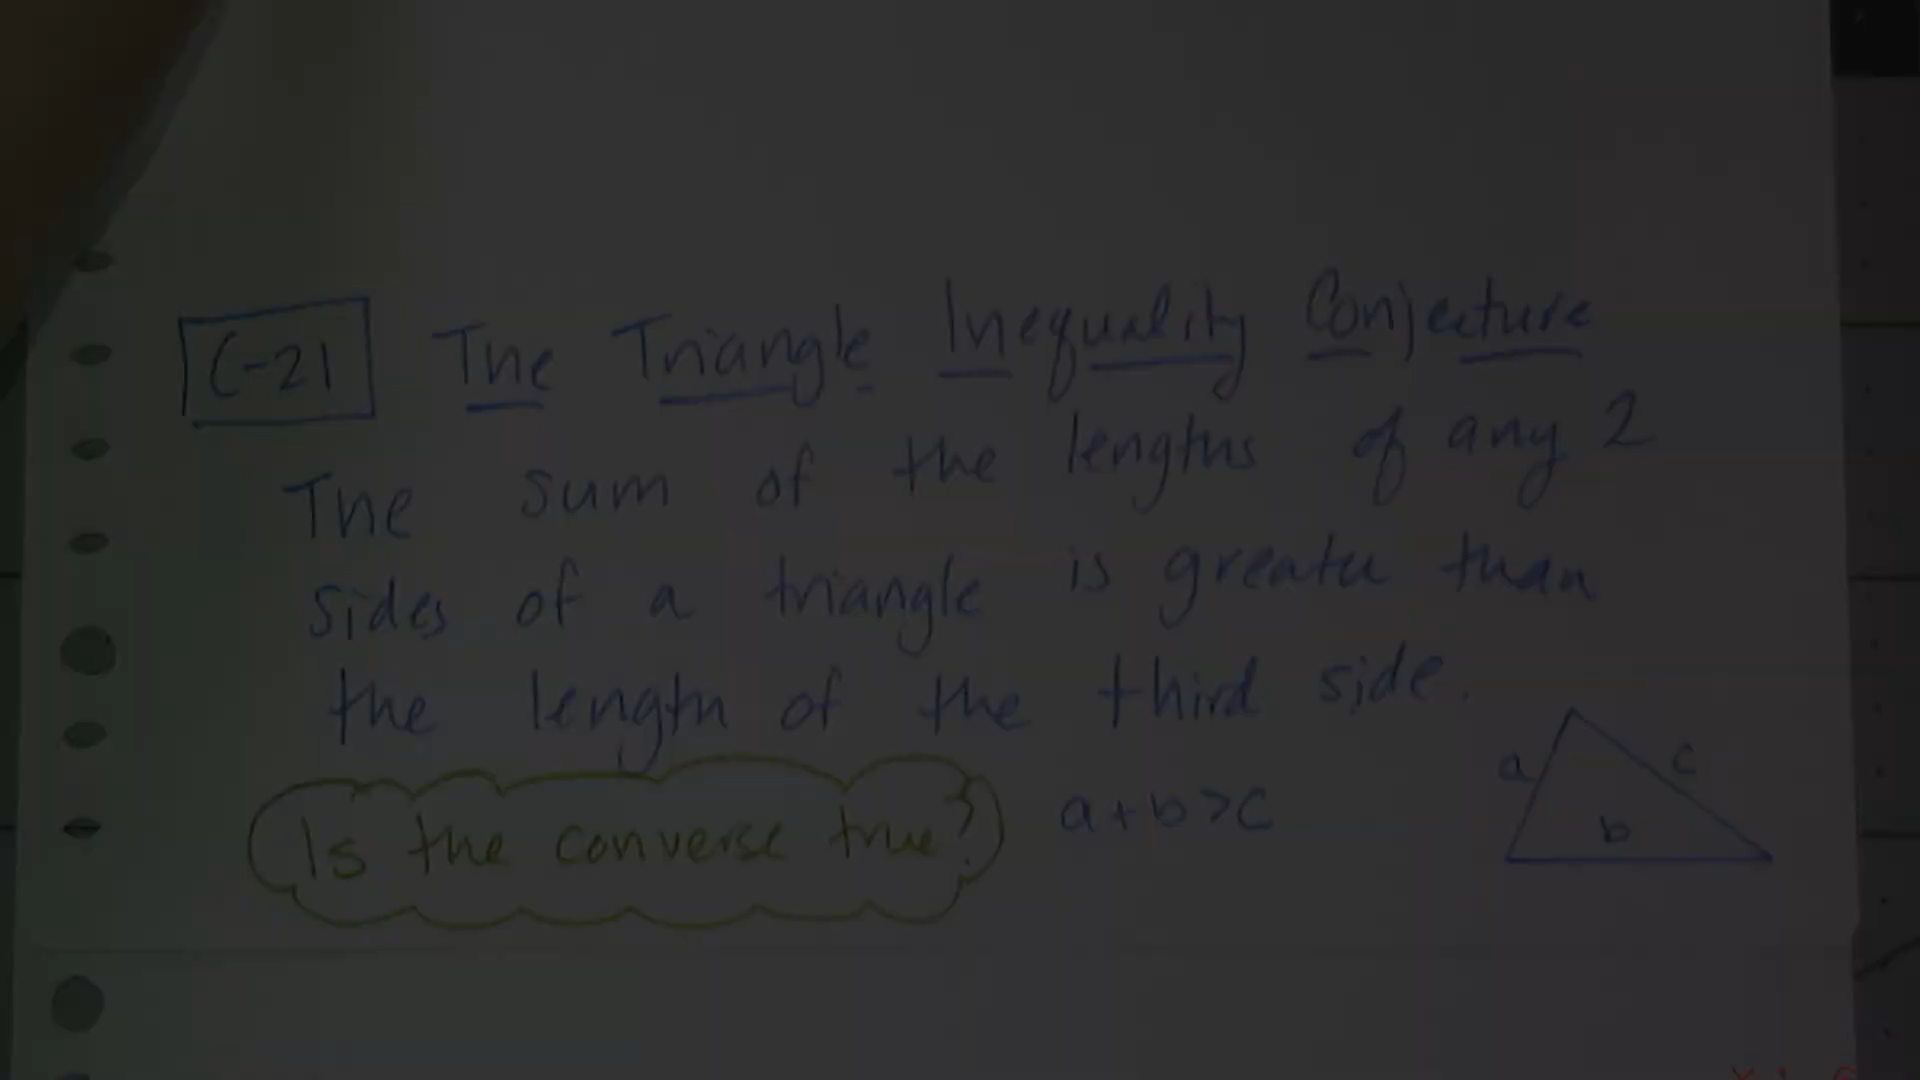 C-21 The Triangle Inequality Conjecture
The sum of the lengths of any 2
sides of a triangle is greater than
the length of the third side.
Is the converse true? a+b>c
a c
b